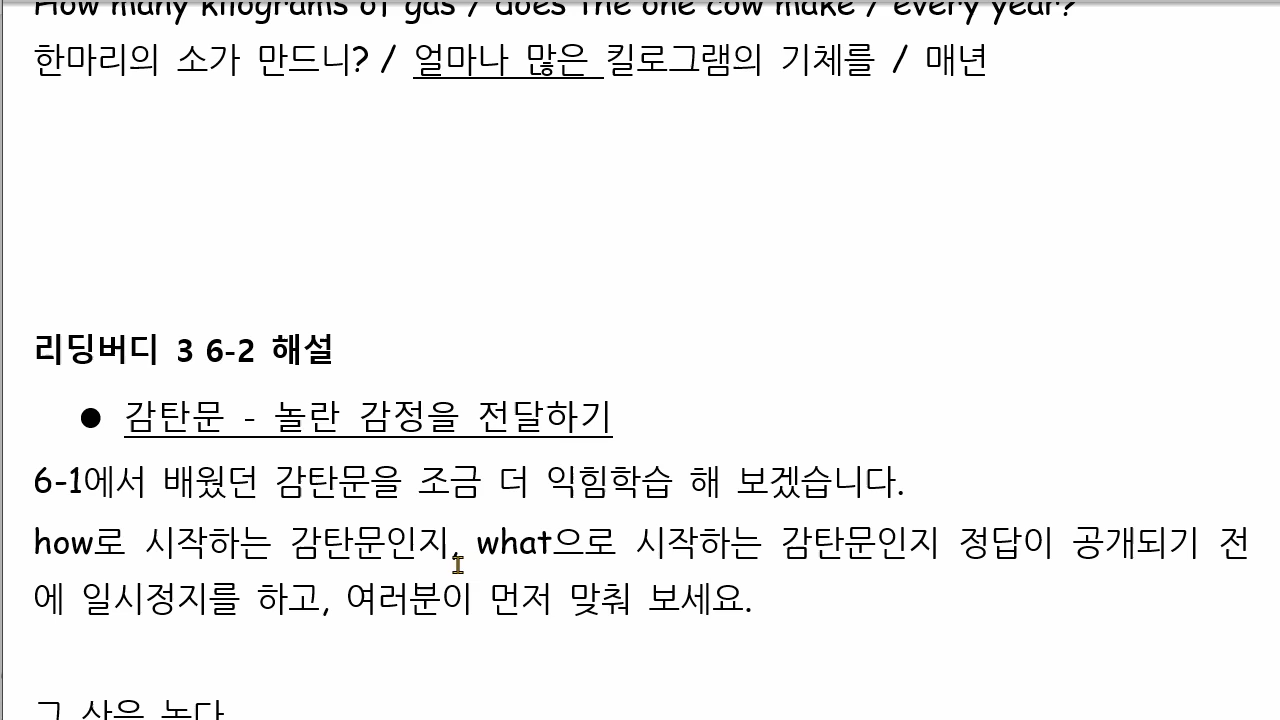 How many kilograms of gas / does the one cow make / every year?
한마리의 소가 만드니? / 얼마나 많은 킬로그램의 기체를 / 매년
리딩버디 3 6-2 해설
● 감탄문 - 놀란 감정을 전달하기
6-1에서 배웠던 감탄문을 조금 더 익힘학습 해 보겠습니다.
how로 시작하는 감탄문인지, what으로 시작하는 감탄문인지 정답이 공개되기 전
에 일시정지를 하고, 여러분이 먼저 맞춰 보세요.
그 산은 높다